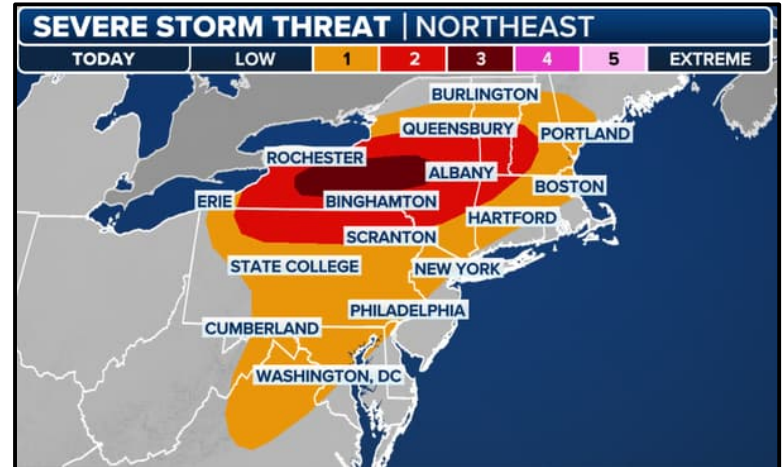 SEVERE STORM THREAT | NORTHEAST
TODAY LOW 1 2 3 4 5 EXTREME
BURLINGTON
QUEENSBURY
PORTLAND
ROCHESTER
ALBANY
BOSTON
ERIE
BINGHAMTON
HARTFORD
SCRANTON
STATE COLLEGE
NEW YORK
PHILADELPHIA
CUMBERLAND
WASHINGTON, DC